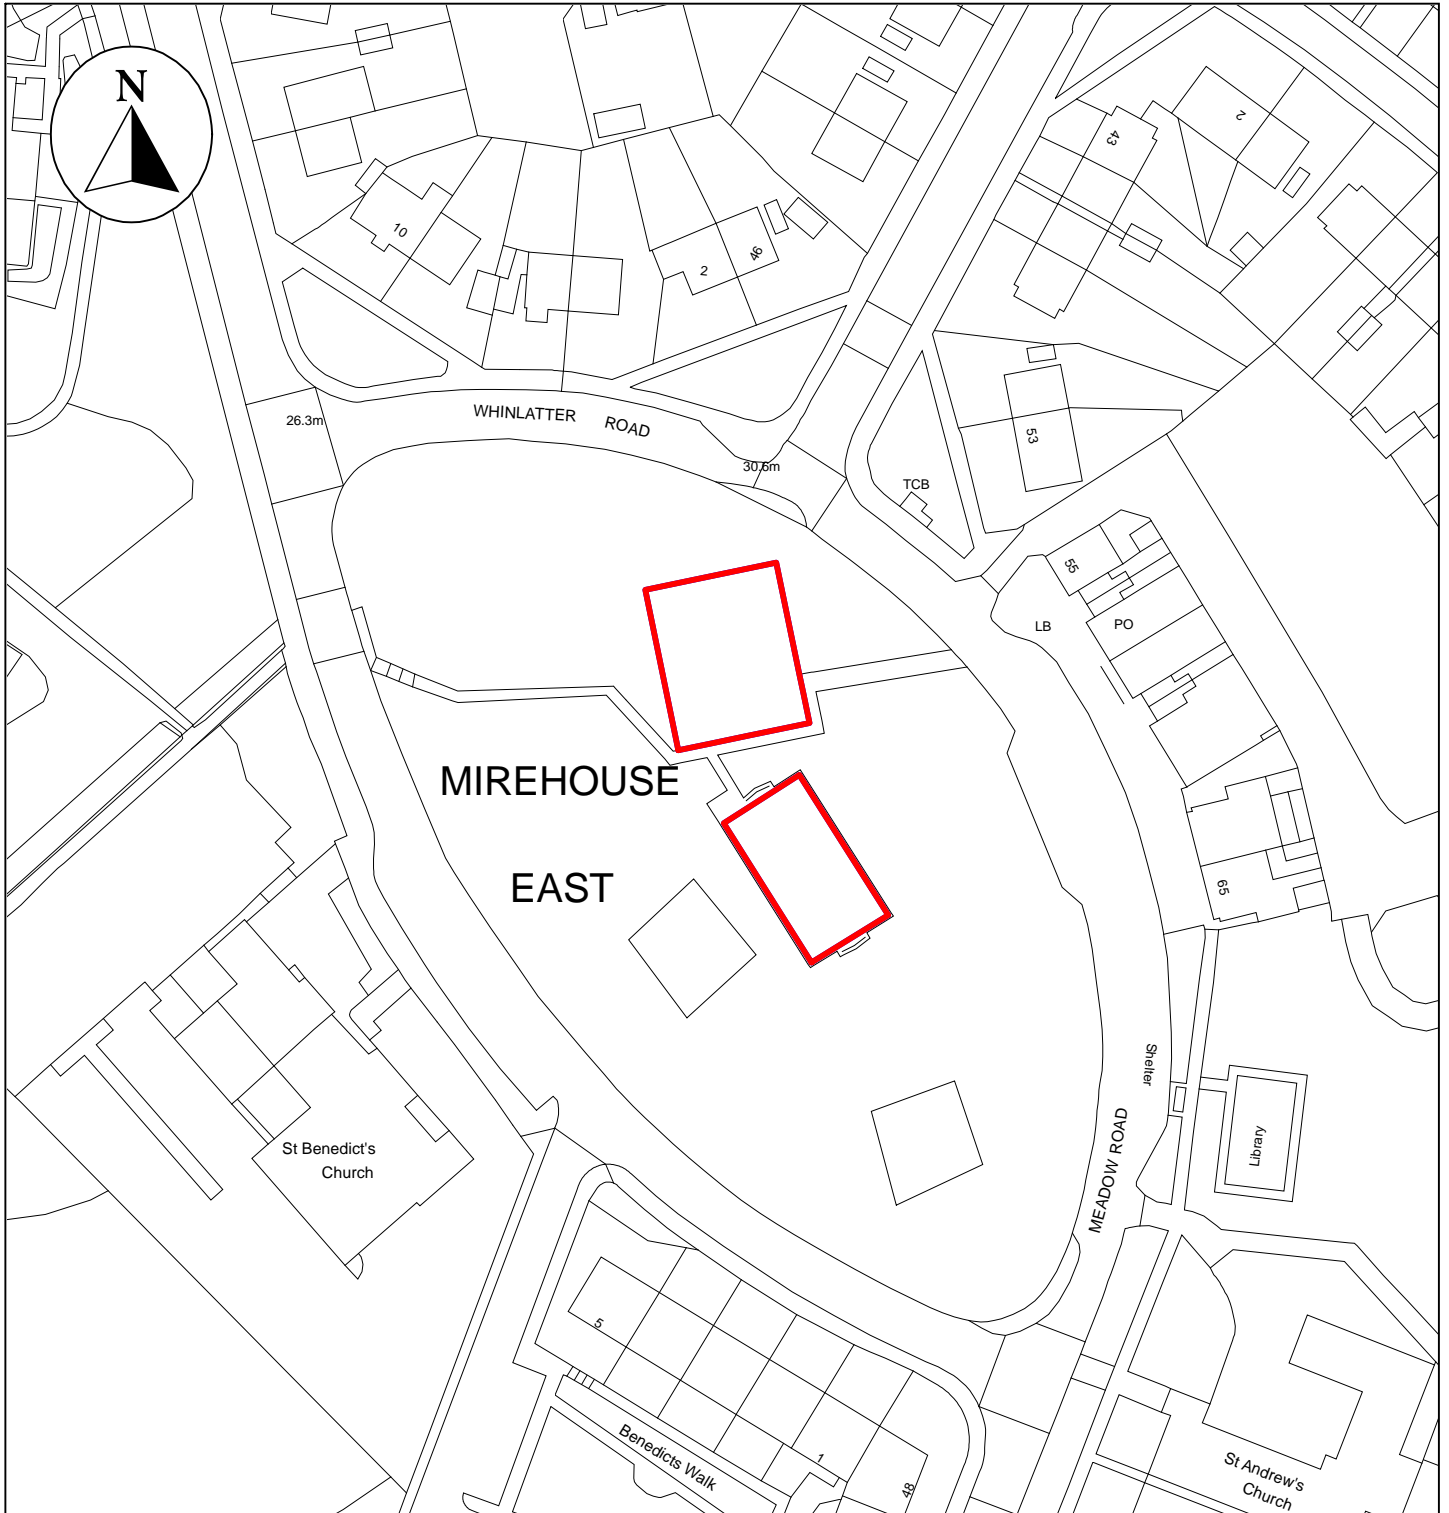 N
43
2
10
46
2
26.3m
WHINLATTER ROAD
30.6m
53
TCB
55
LB
PO
MIREHOUSE
EAST
65
Shelter
MEADOW ROAD
Library
St Benedict's
Church
5
Benedicts Walk
1
48
St Andrew's
Church